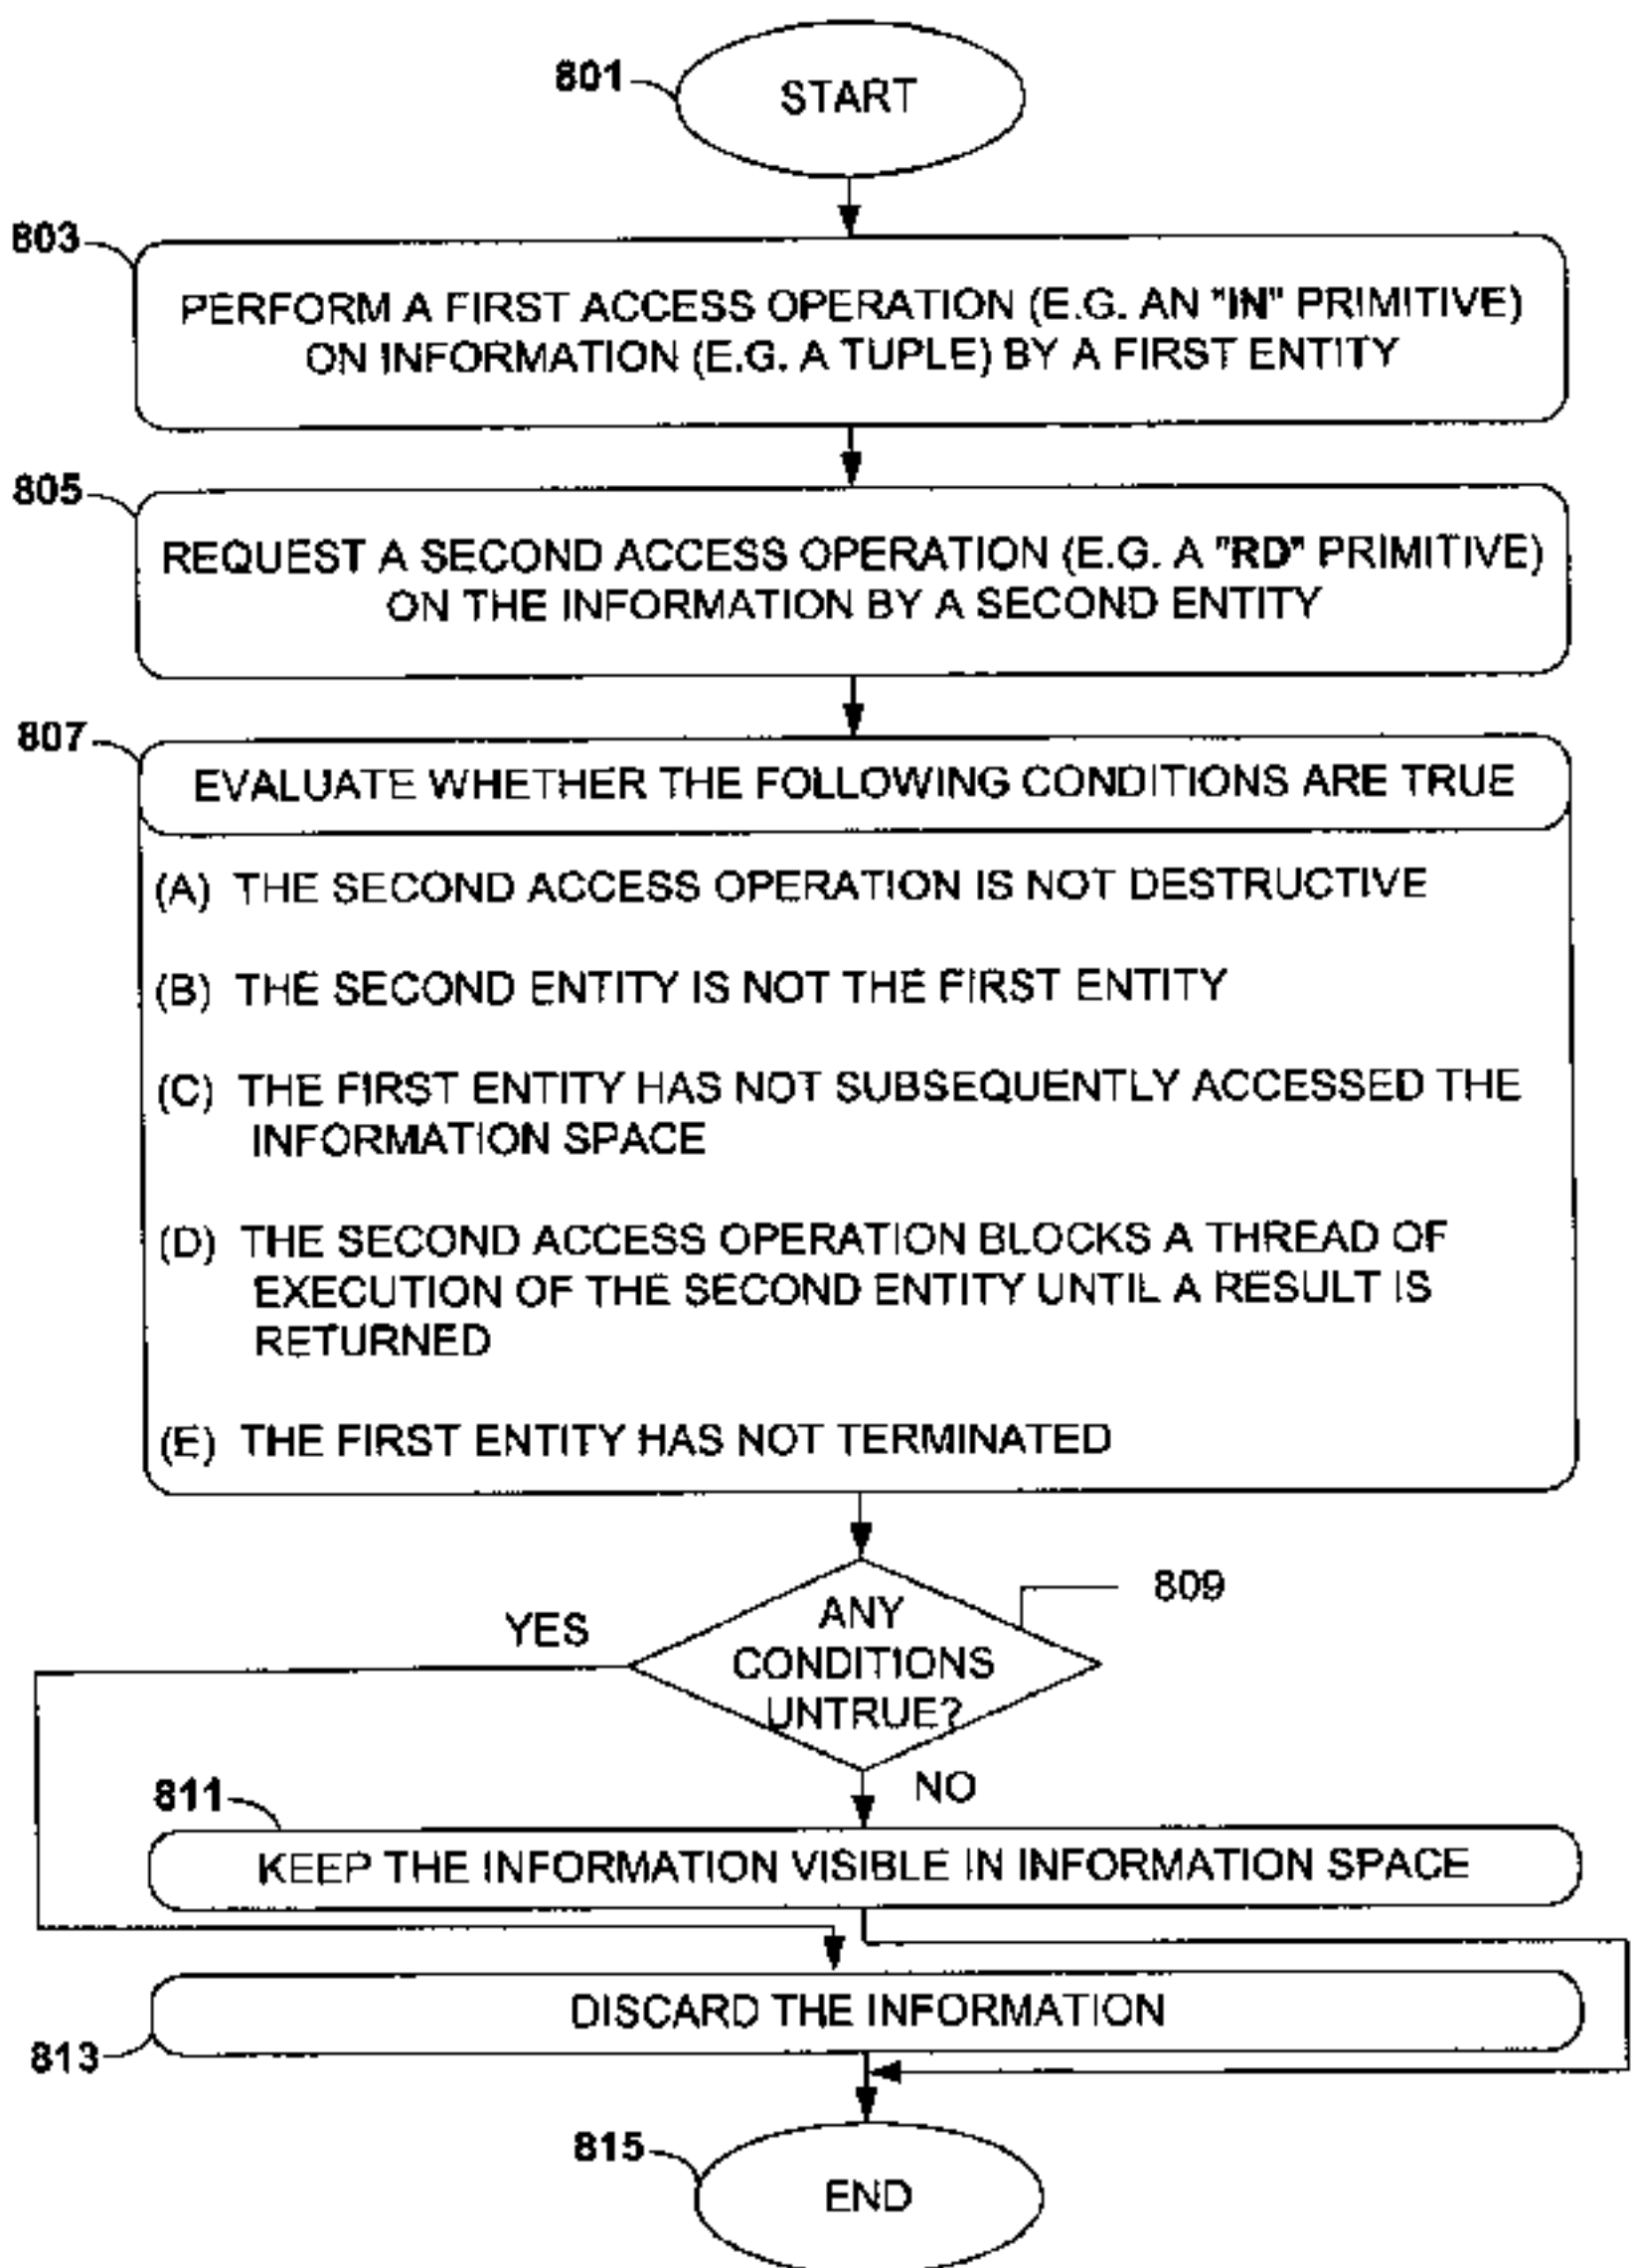 801
START
803
PERFORM A FIRST ACCESS OPERATION (E.G. AN "IN" PRIMITIVE)
ON INFORMATION (E.G. A TUPLE) BY A FIRST ENTITY
805
REQUEST A SECOND ACCESS OPERATION (E.G. A "RD" PRIMITIVE)
ON THE INFORMATION BY A SECOND ENTITY
807
EVALUATE WHETHER THE FOLLOWING CONDITIONS ARE TRUE
(A) THE SECOND ACCESS OPERATION IS NOT DESTRUCTIVE
(B) THE SECOND ENTITY IS NOT THE FIRST ENTITY
(C) THE FIRST ENTITY HAS NOT SUBSEQUENTLY ACCESSED THE
INFORMATION SPACE
(D) THE SECOND ACCESS OPERATION BLOCKS A THREAD OF
EXECUTION OF THE SECOND ENTITY UNTIL A RESULT IS
RETURNED
(E) THE FIRST ENTITY HAS NOT TERMINATED
809
YES
ANY
CONDITIONS
UNTRUE?
NO
811
KEEP THE INFORMATION VISIBLE IN INFORMATION SPACE
DISCARD THE INFORMATION
813
815
END